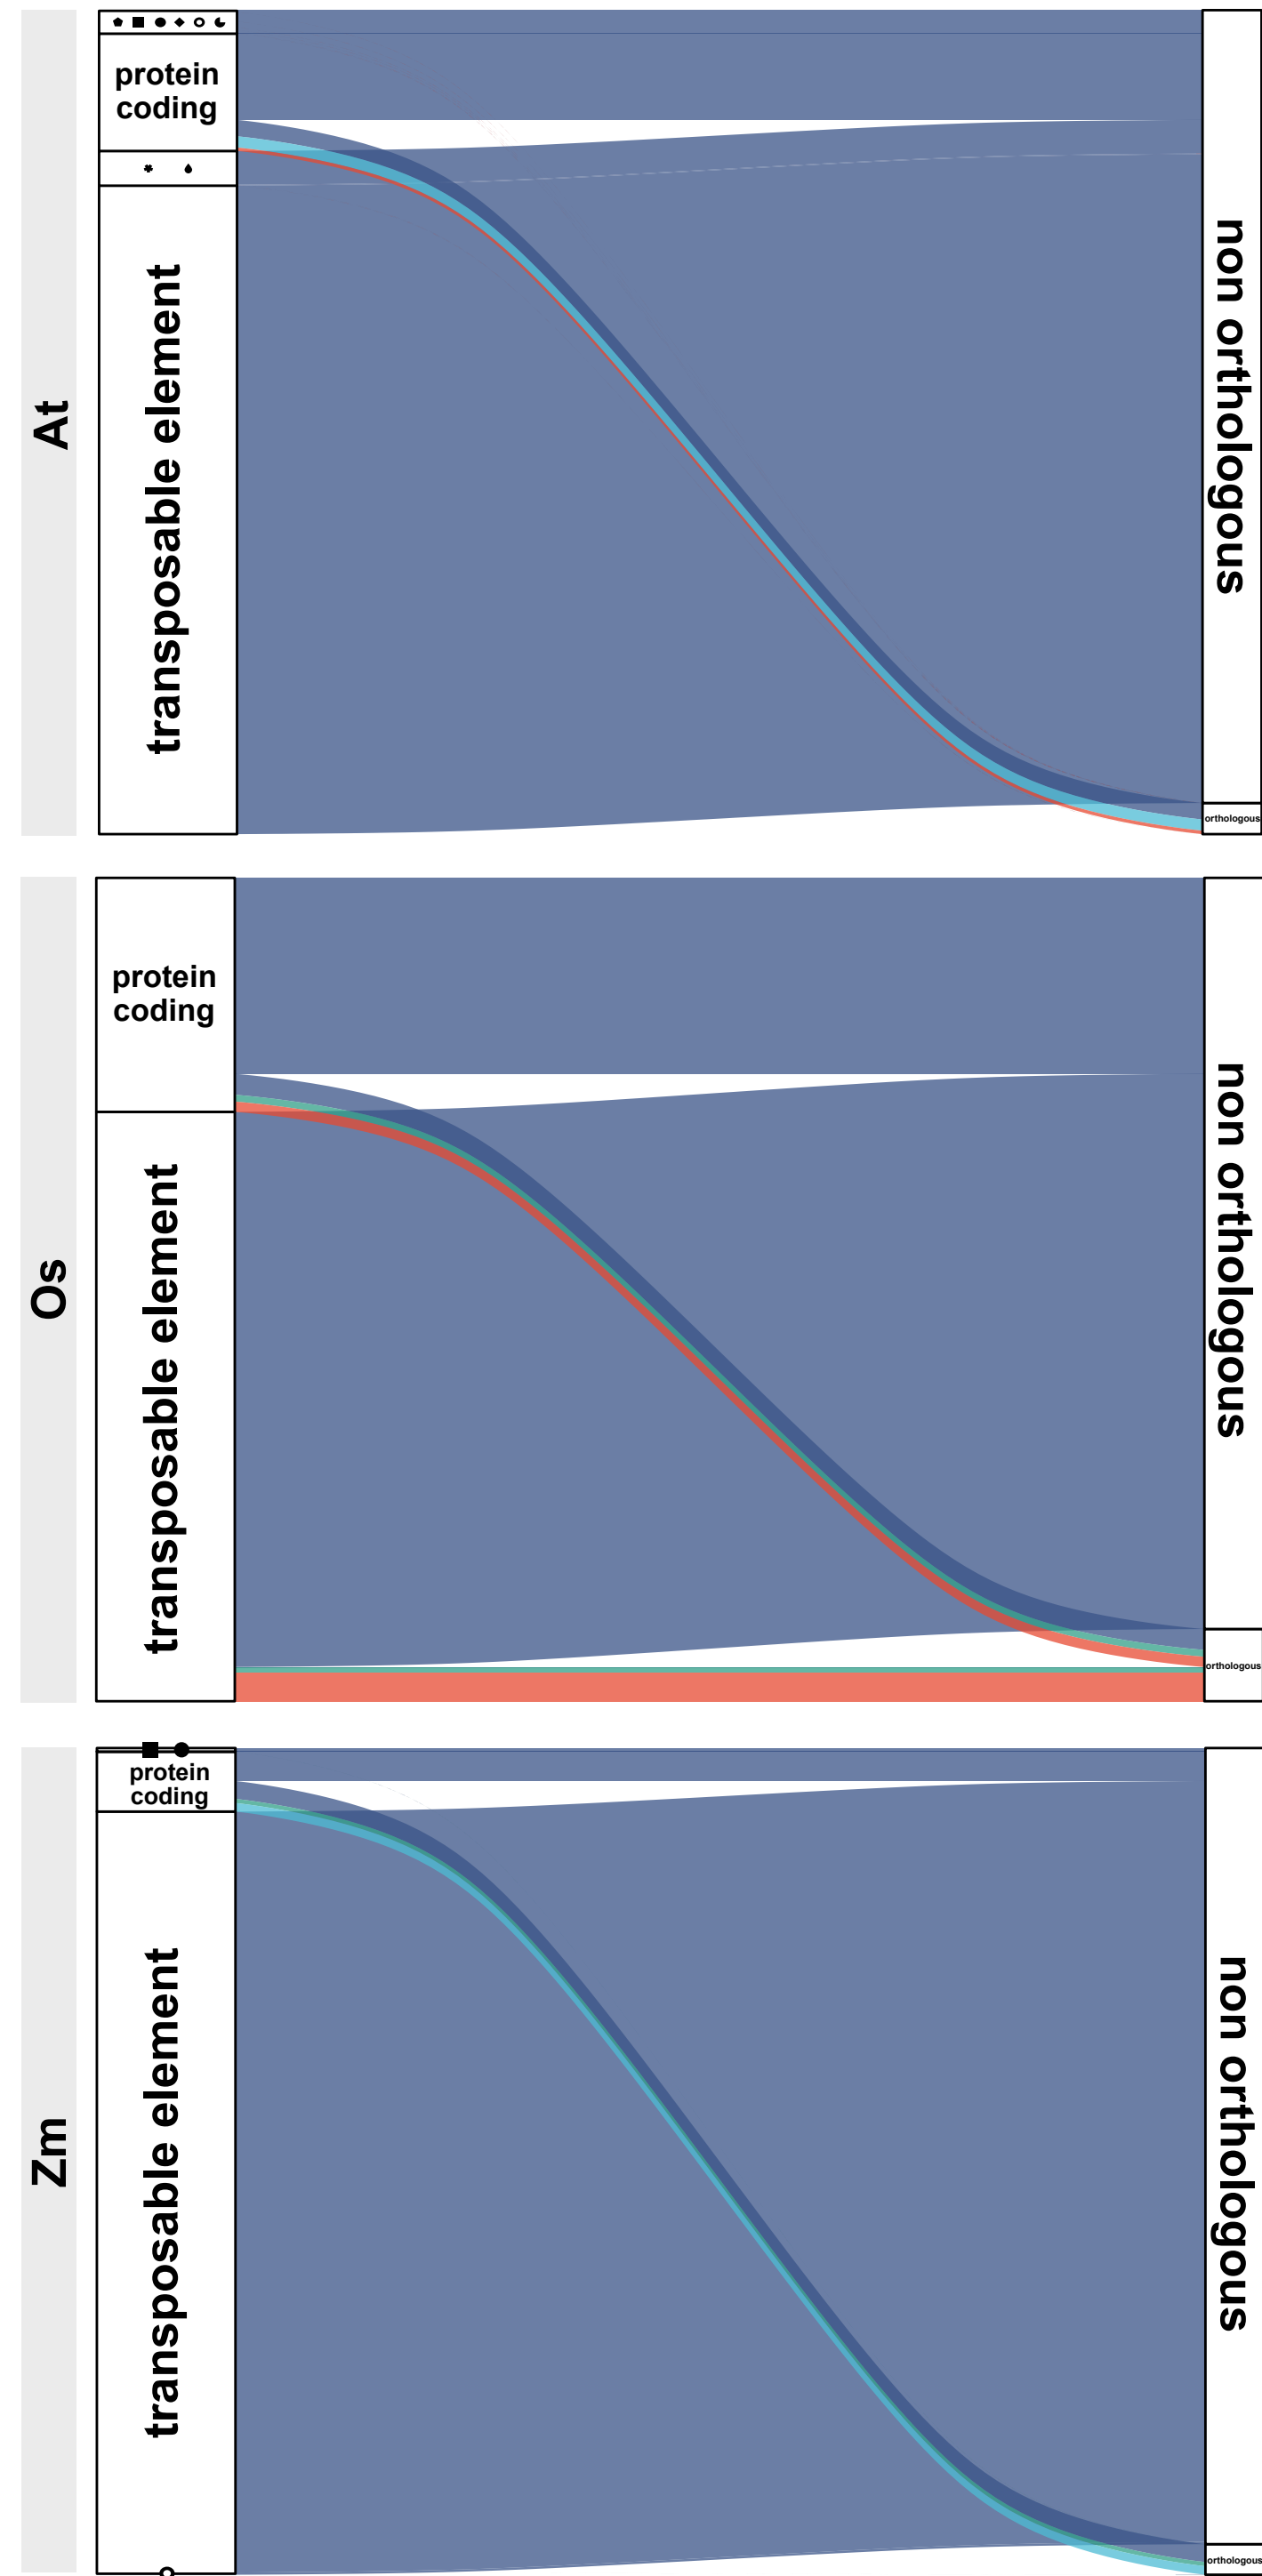 At
protein
coding
transposable element
non orthologous
orthologous
Os
protein
coding
transposable element
non orthologous
orthologous
Zm
protein
coding
transposable element
non orthologous
orthologous